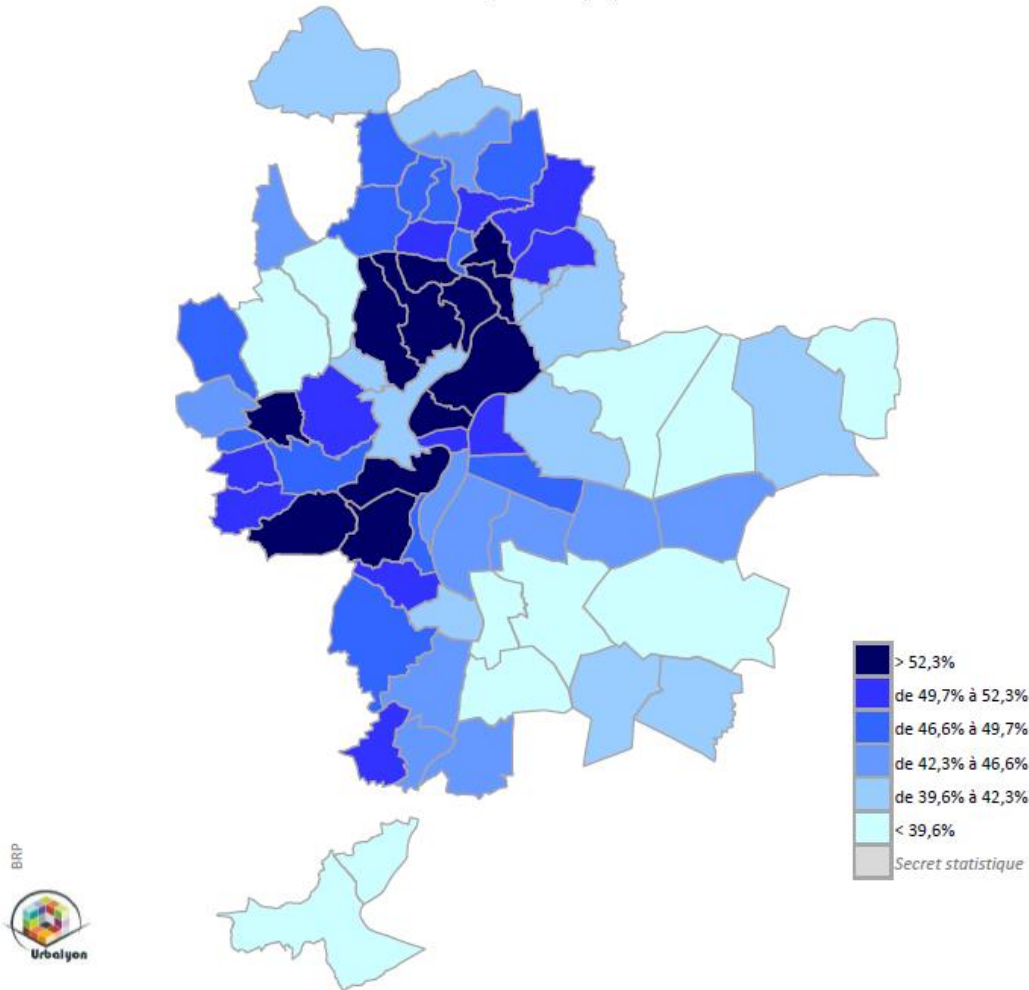 > 52,3%
de 49,7% à 52,3%
de 46,6% à 49,7%
de 42,3% à 46,6%
de 39,6% à 42,3%
< 39,6%
Secret statistique
BRP
Urbalyon